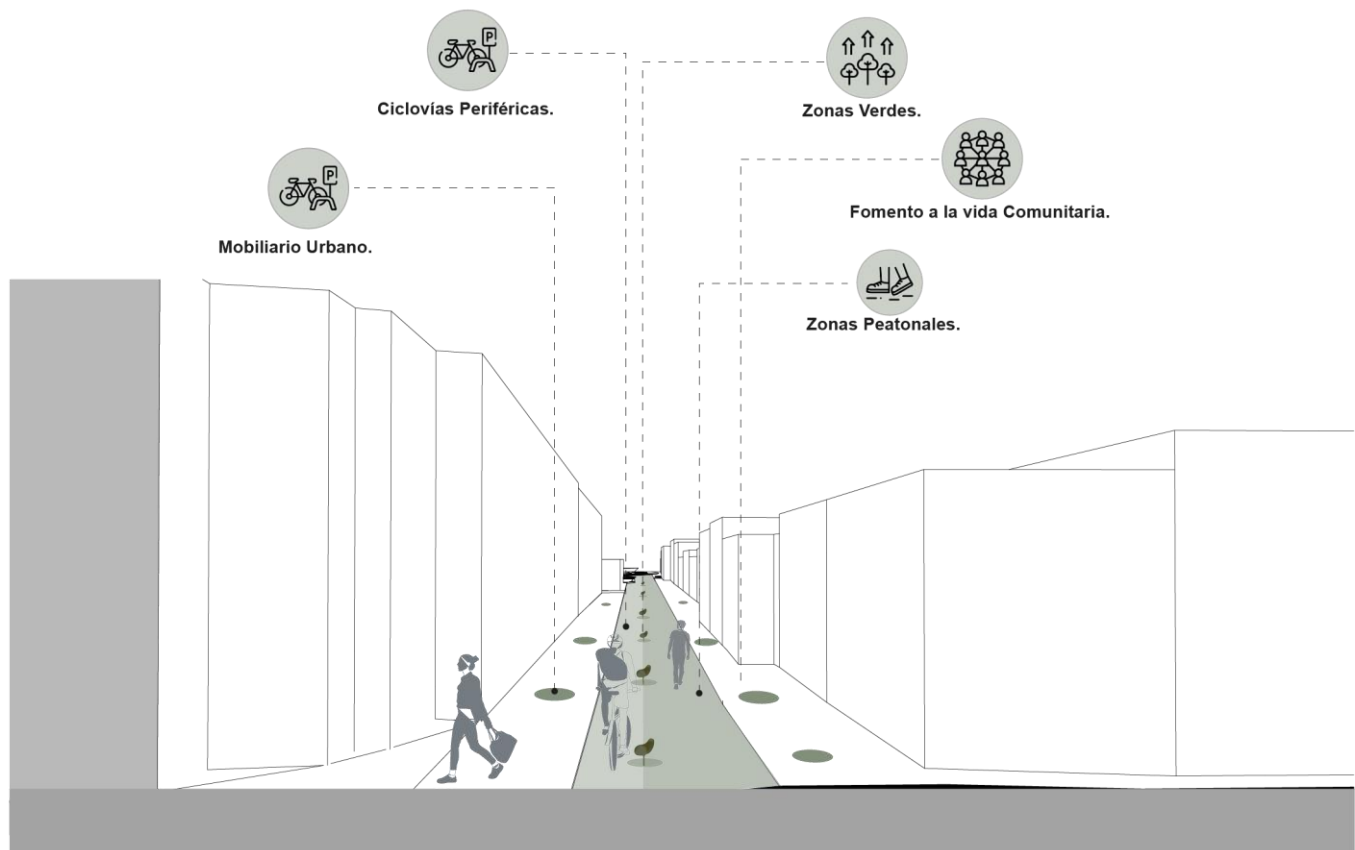 P
Ciclovías Periféricas.
Zonas Verdes.
P
Mobiliario Urbano.
Fomento a la vida Comunitaria.
Zonas Peatonales.